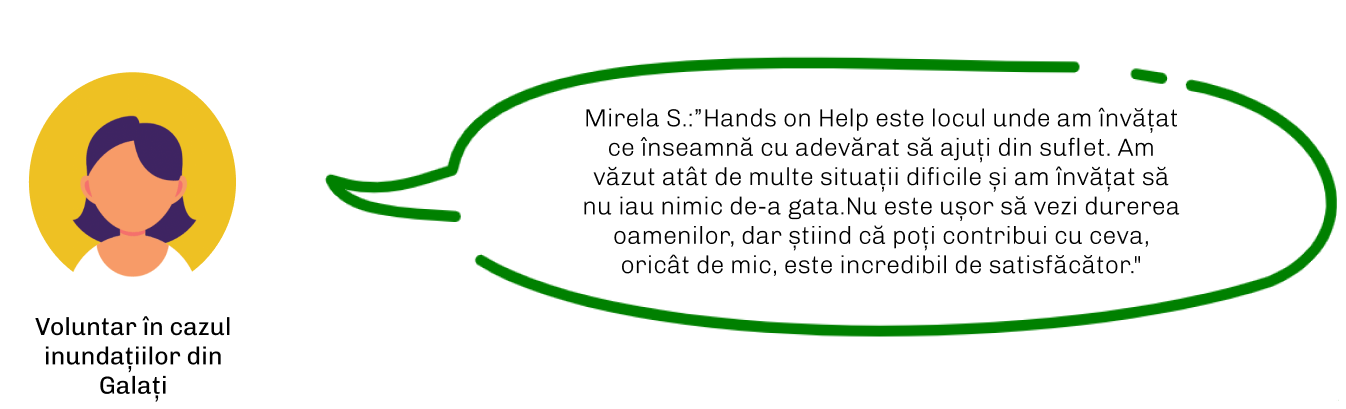 Mirela S.:”Hands on Help este locul unde am învățat
ce înseamnă cu adevărat să ajuți din suflet. Am
văzut atât de multe situații dificile și am învățat să
nu iau nimic de-a gata.Nu este ușor să vezi durerea
oamenilor, dar știind că poți contribui cu ceva,
oricât de mic, este incredibil de satisfăcător."
Voluntar în cazul
inundațiilor din
Galați